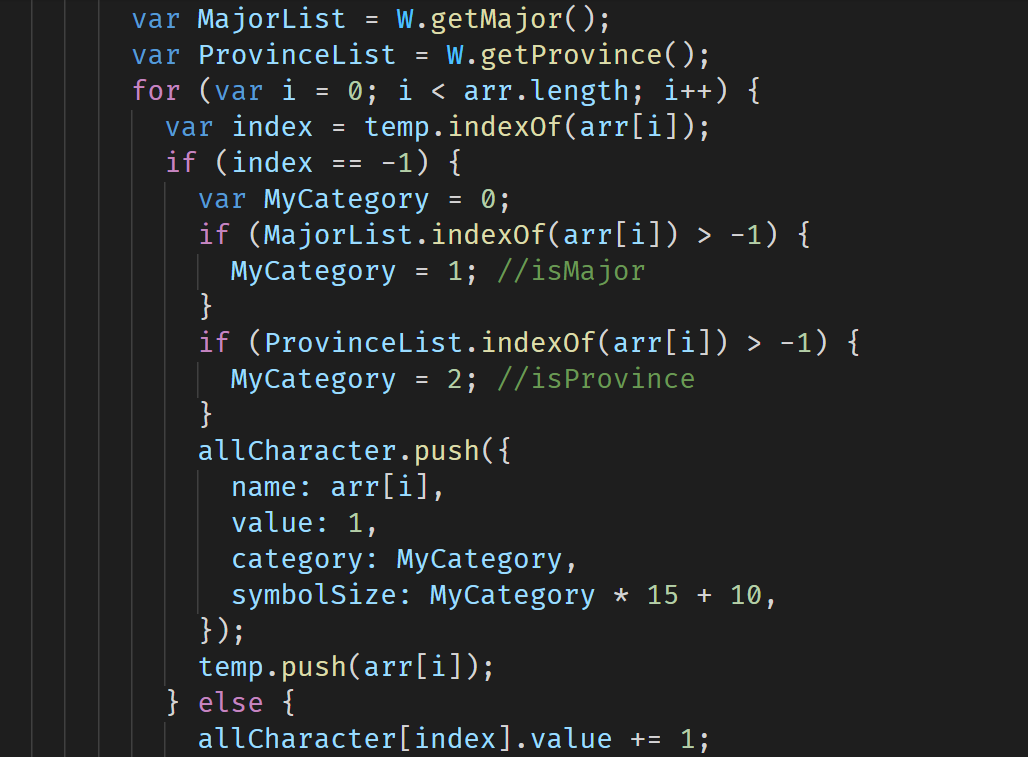 var MajorList = W.getMajor();
var ProvinceList = W.getProvince();
for (var i = 0; i < arr.length; i++) {
var index = temp.indexOf(arr[i]);
if (index == -1) {
var MyCategory = 0;
if (MajorList.indexOf(arr[i]) > -1) {
MyCategory = 1; //isMajor
}
if (ProvinceList.indexOf(arr[i]) > -1) {
MyCategory = 2; //isProvince
}
allCharacter.push({
name: arr[i],
value: 1,
category: MyCategory,
symbolSize: MyCategory * 15 + 10,
});
temp.push(arr[i]);
} else {
allCharacter[index].value += 1;